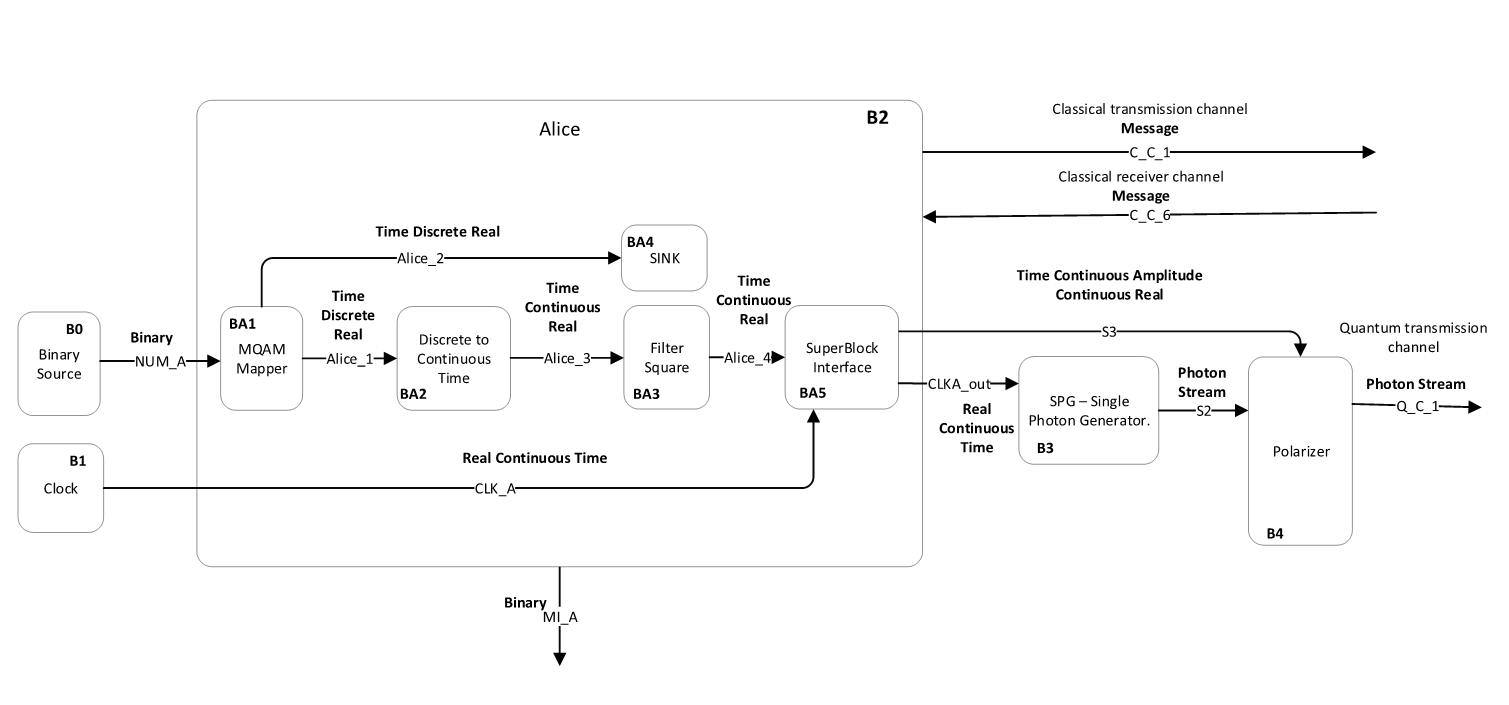 Alice
B2
Classical transmission channel
Message
C_C_1
Classical receiver channel
Message
C_C_6
Time Discrete Real
Alice_2
BA4
SINK
Time Continuous Amplitude
Continuous Real
S3
B0
Binary
Source
Binary
NUM_A
BA1
MQAM
Mapper
Time
Discrete
Real
Alice_1
Discrete to
Continuous
Time
BA2
Time
Continuous
Real
Alice_3
Filter
Square
BA3
Time
Continuous
Real
Alice_4
SuperBlock
Interface
BA5
CLKA_out
Real
Continuous
Time
SPG – Single
Photon Generator.
B3
Photon
Stream
S2
Polarizer
B4
Quantum transmission
channel
Photon Stream
Q_C_1
B1
Clock
Real Continuous Time
CLK_A
Binary
MI_A